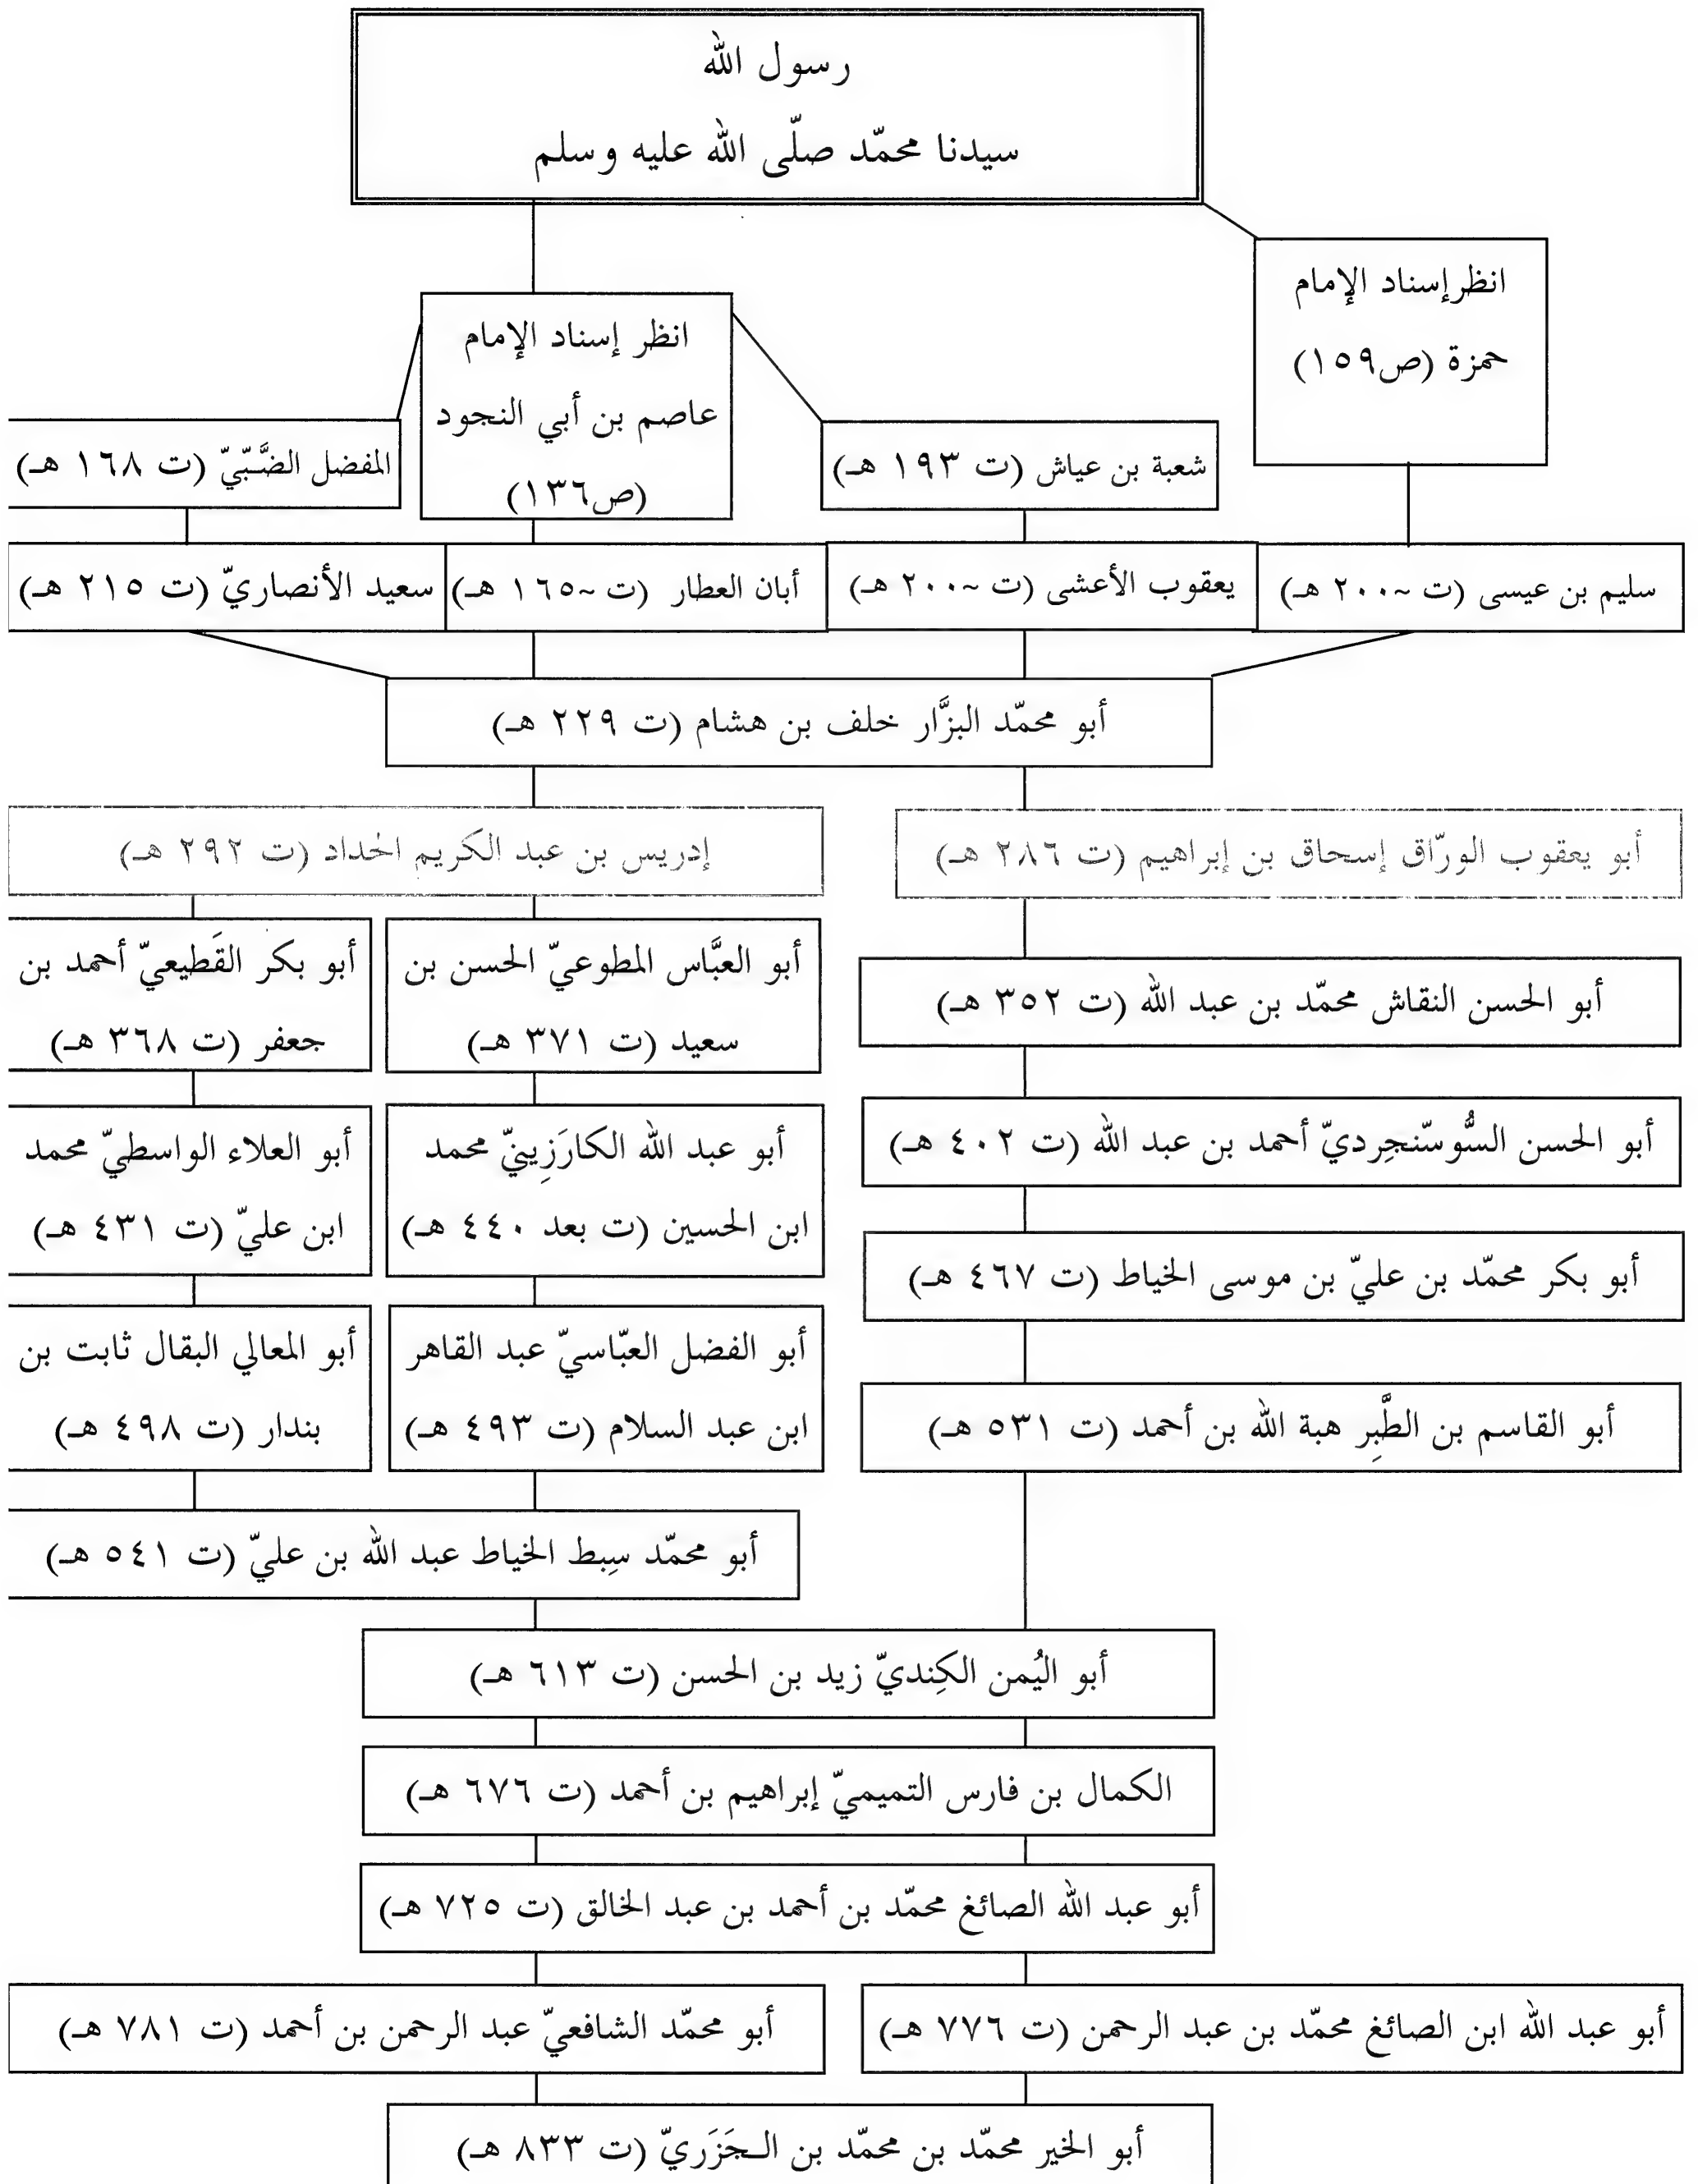 رسول الله
سيدنا محمّد صلّى الله عليه وسلم
انظر إسناد الإمام
حمزة (ص١٥٩)
انظر إسناد الإمام
عاصم بن أبي النجود
(ص١٣٦)
شعبة بن عياش (ت ١٩٣ هـ)
المفضل الضَّبّيّ (ت ١٦٨ هـ)
سليم بن عيسى (ت ~٢٠٠ هـ)
يعقوب الأعشى (ت ~٢٠٠ هـ)
أبان العطار (ت ~١٦٥ هـ)
سعيد الأنصاريّ (ت ٢١٥ هـ)
أبو محمّد البزَّار خلف بن هشام (ت ٢٢٩ هـ)
أبو يعقوب الورّاق إسحاق بن إبراهيم (ت ٢٨٦ هـ)
إدريس بن عبد الكريم الحداد (ت ٢٩٢ هـ)
أبو الحسن النقاش محمّد بن عبد الله (ت ٣٥٢ هـ)
أبو العبَّاس المطوعيّ الحسن بن
سعيد (ت ٣٧١ هـ)
أبو بكر القَطيعيّ أحمد بن
جعفر (ت ٣٦٨ هـ)
أبو الحسن السُّوسّنجِرديّ أحمد بن عبد الله (ت ٤٠٢ هـ)
أبو عبد الله الكارَزِينيّ محمد
ابن الحسين (ت بعد ٤٤٠ هـ)
أبو العلاء الواسطيّ محمد
ابن عليّ (ت ٤٣١ هـ)
أبو بكر محمّد بن عليّ بن موسى الخياط (ت ٤٦٧ هـ)
أبو الفضل العبّاسيّ عبد القاهر
ابن عبد السلام (ت ٤٩٣ هـ)
أبو المعالي البقال ثابت بن
بندار (ت ٤٩٨ هـ)
أبو القاسم بن الطَّبِر هبة الله بن أحمد (ت ٥٣١ هـ)
أبو محمّد سِبط الخياط عبد الله بن عليّ (ت ٥٤١ هـ)
أبو اليُمن الكِنديّ زيد بن الحسن (ت ٦١٣ هـ)
الكمال بن فارس التميميّ إبراهيم بن أحمد (ت ٦٧٦ هـ)
أبو عبد الله الصائغ محمّد بن أحمد بن عبد الخالق (ت ٧٢٥ هـ)
أبو عبد الله ابن الصائغ محمّد بن عبد الرحمن (ت ٧٧٦ هـ)
أبو محمّد الشافعيّ عبد الرحمن بن أحمد (ت ٧٨١ هـ)
أبو الخير محمّد بن محمّد بن الـجَزَريّ (ت ٨٣٣ هـ)